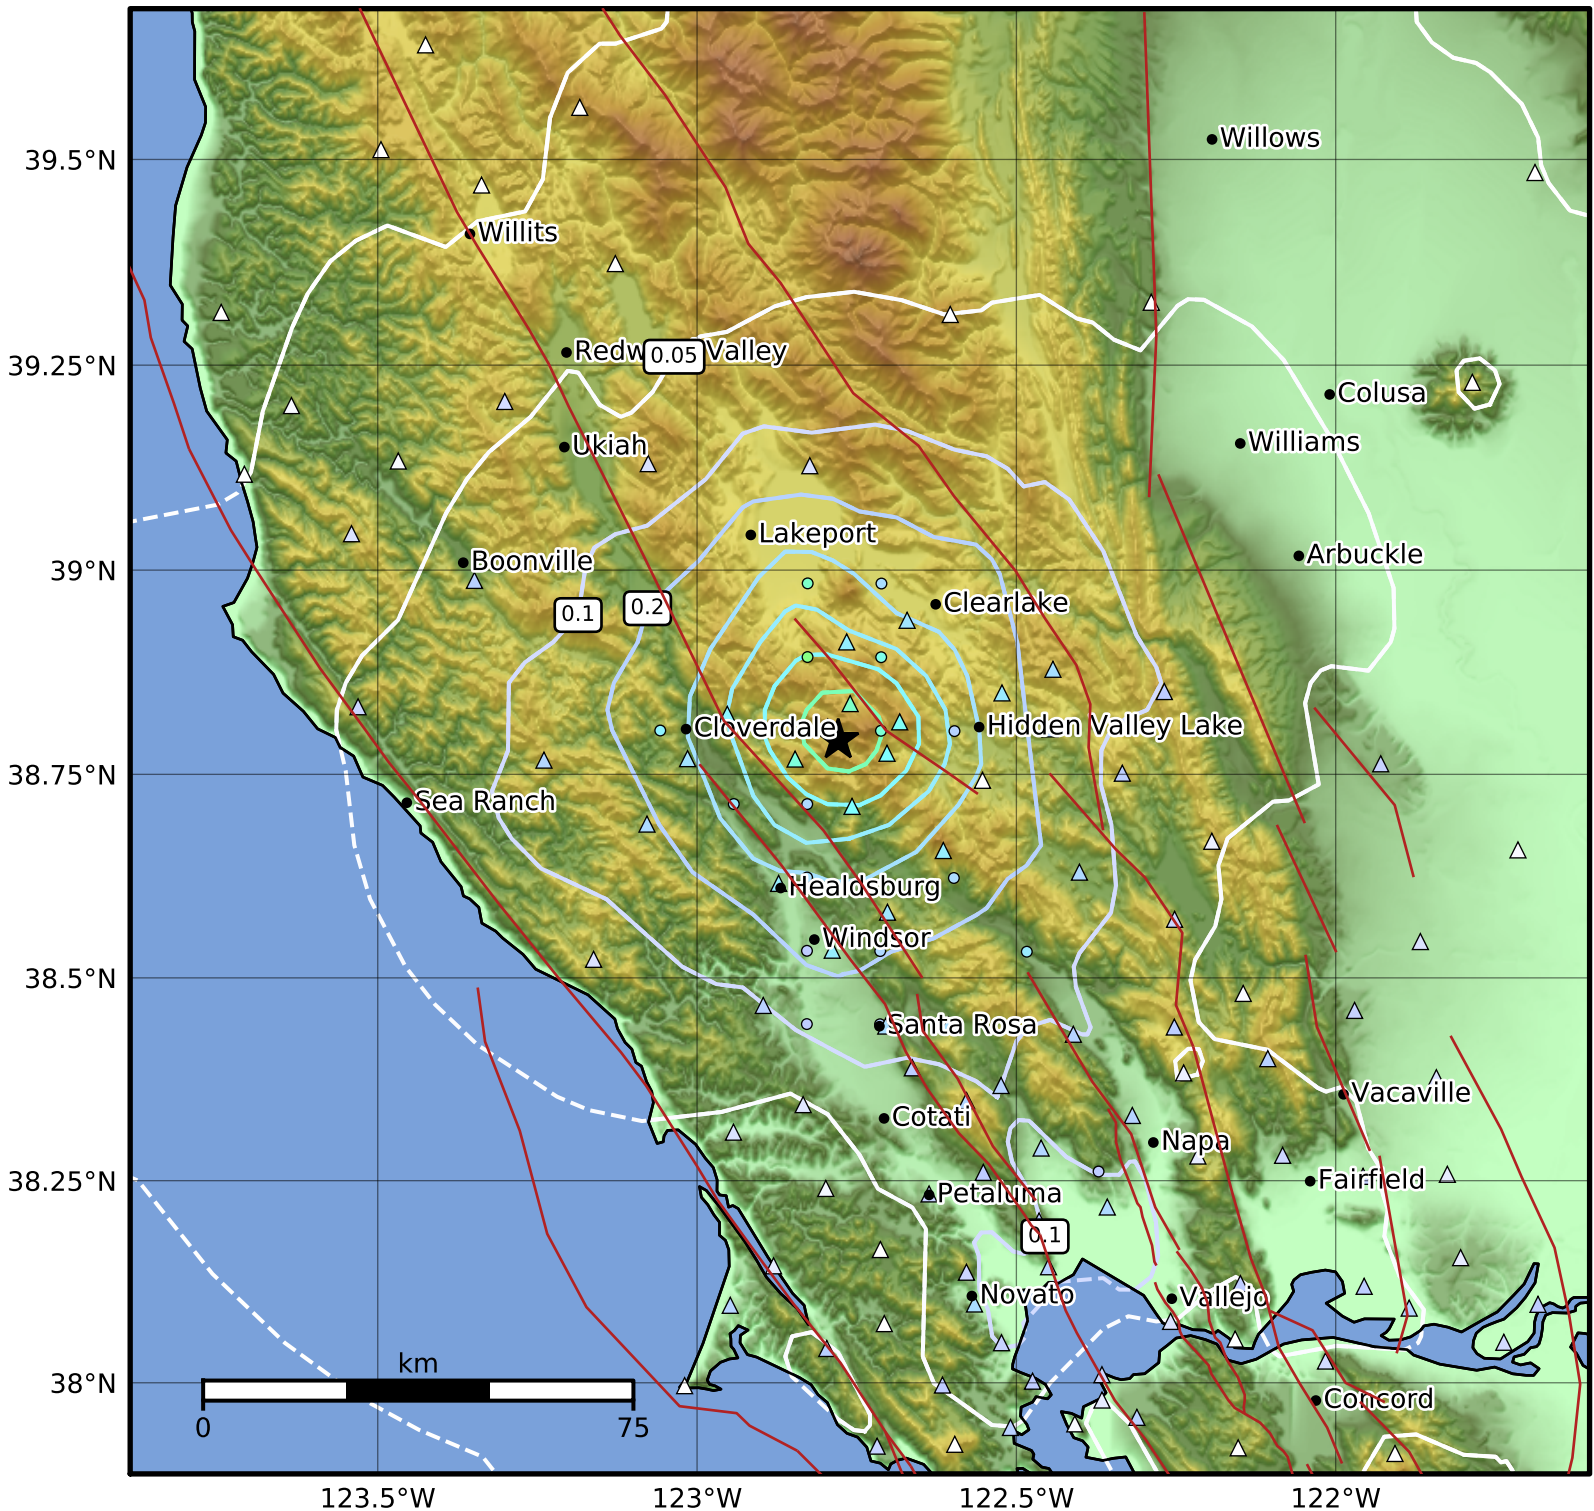 Willows
39.5°N
Willits
Redw Valley
0.05
39.25°N
Colusa
Ukiah
Williams
Lakeport
Arbuckle
39°N
Boonville
Clearlake
0.1
0.2
Cloverdale
Hidden Valley Lake
38.75°N
Sea Ranch
Healdsburg
Windsor
38.5°N
Santa Rosa
Vacaville
Cotati
Napa
38.25°N
Fairfield
Petaluma
0.1
Novato
Vallejo
km
38°N
Concord
0
75
123.5°W
123°W
122.5°W
122°W